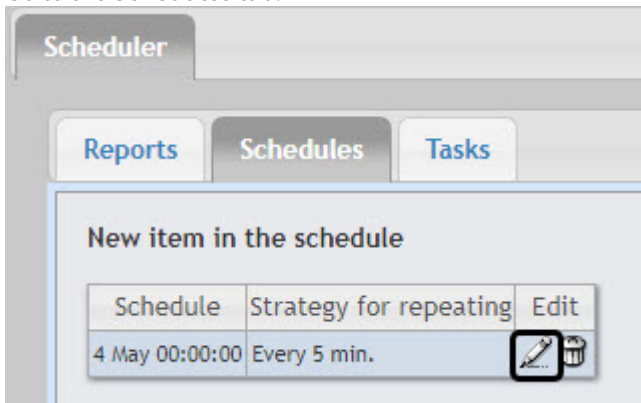 Scheduler
Reports Schedules Tasks
New item in the schedule
Schedule Strategy for repeating Edit
4 May 00:00:00 Every 5 min.